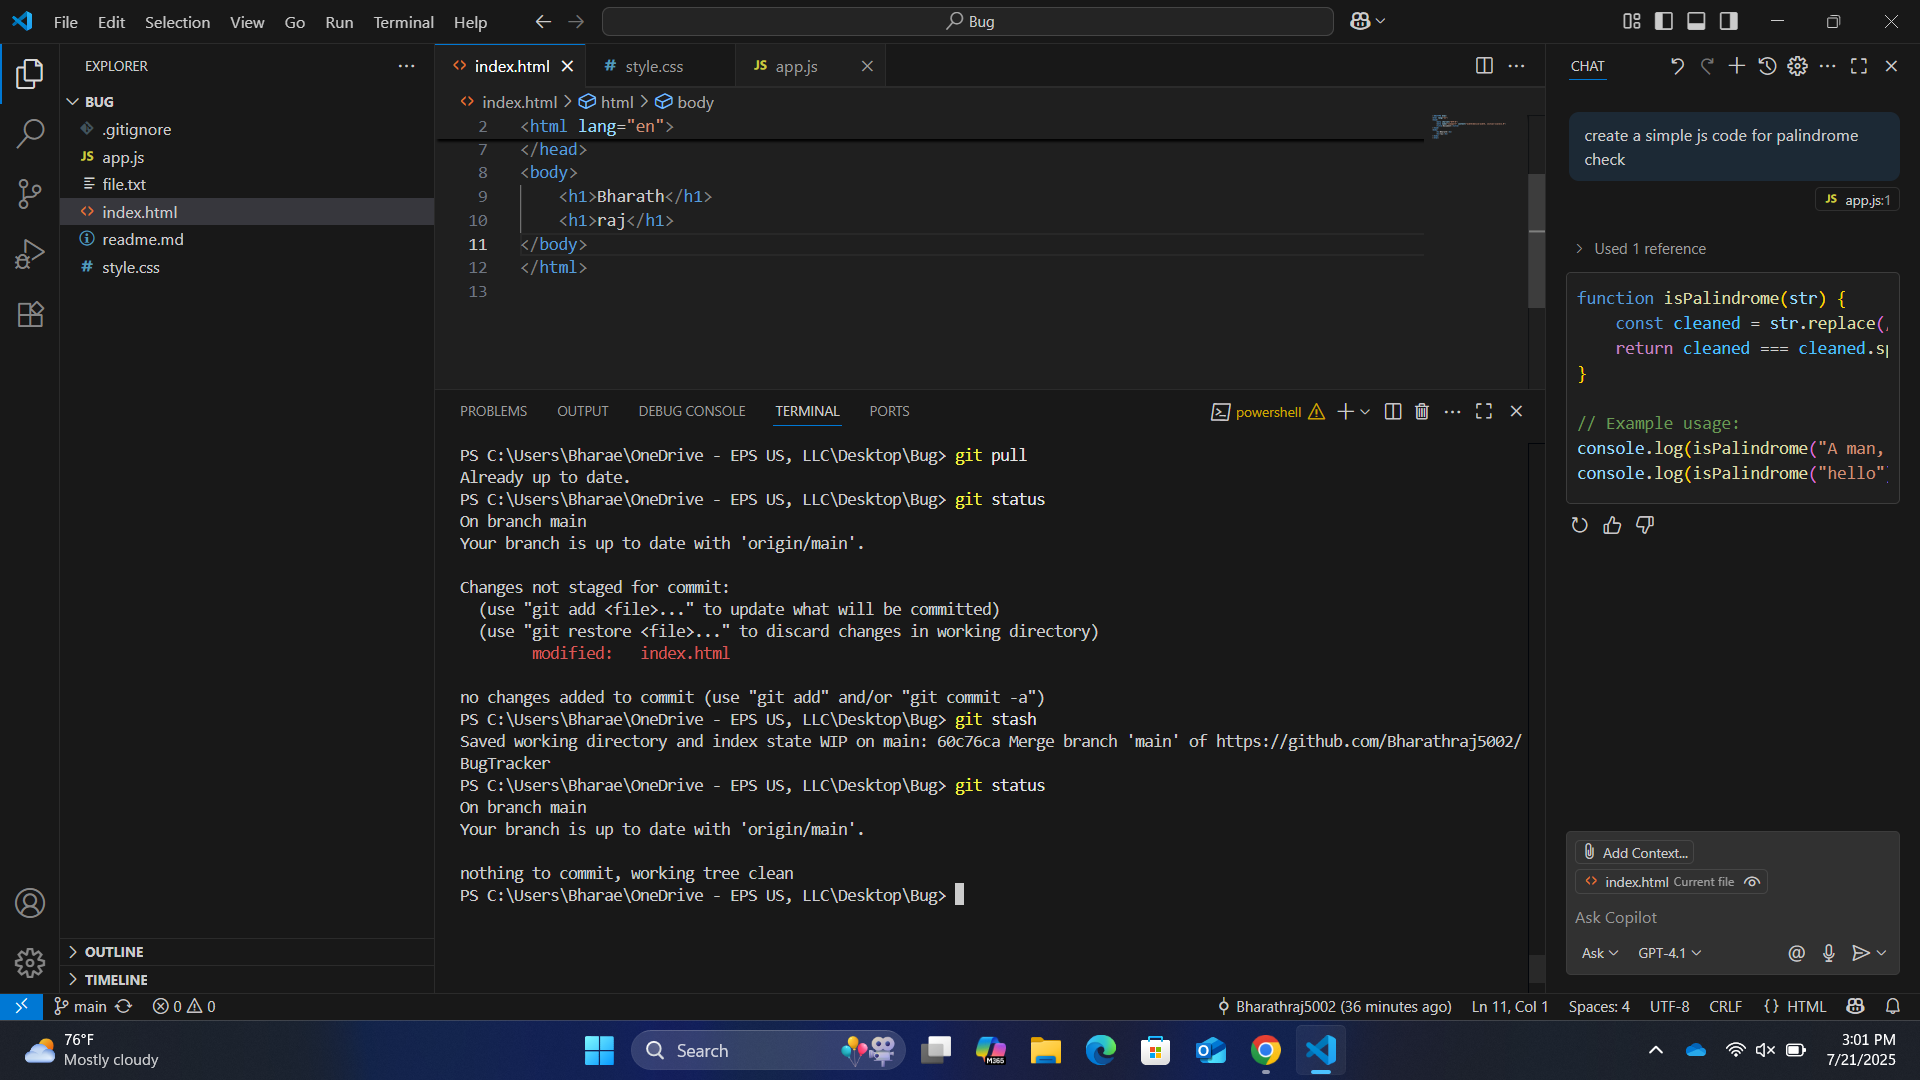 File Edit Selection View Go Run Terminal Help
Bug
EXPLORER
BUG
.gitignore
JS app.js
file.txt
index.html
readme.md
# style.css
OUTLINE
TIMELINE
index.html
# style.css
JS app.js
index.html > html > body
2 <html lang="en">
7 </head>
8 <body>
9 <h1>Bharath</h1>
10 <h1>raj</h1>
11 </body>
12 </html>
13
PROBLEMS OUTPUT DEBUG CONSOLE TERMINAL PORTS
powershell
PS C:\Users\Bharae\OneDrive - EPS US, LLC\Desktop\Bug> git pull
Already up to date.
PS C:\Users\Bharae\OneDrive - EPS US, LLC\Desktop\Bug> git status
On branch main
Your branch is up to date with 'origin/main'.
Changes not staged for commit:
(use "git add <file>..." to update what will be committed)
(use "git restore <file>..." to discard changes in working directory)
modified: index.html
no changes added to commit (use "git add" and/or "git commit -a")
PS C:\Users\Bharae\OneDrive - EPS US, LLC\Desktop\Bug> git stash
Saved working directory and index state WIP on main: 60c76ca Merge branch 'main' of https://github.com/Bharathraj5002/
BugTracker
PS C:\Users\Bharae\OneDrive - EPS US, LLC\Desktop\Bug> git status
On branch main
Your branch is up to date with 'origin/main'.
nothing to commit, working tree clean
PS C:\Users\Bharae\OneDrive - EPS US, LLC\Desktop\Bug>
CHAT
create a simple js code for palindrome
check
JS app.js:1
Used 1 reference
function isPalindrome(str) {
const cleaned = str.replace(
return cleaned === cleaned.sp
}
// Example usage:
console.log(isPalindrome("A man,
console.log(isPalindrome("hello"
Add Context...
index.html Current file
Ask Copilot
Ask GPT-4.1
main 0 0
Bharathraj5002 (36 minutes ago) Ln 11, Col 1 Spaces: 4 UTF-8 CRLF {} HTML
76°F
Mostly cloudy
Search
M365
3:01 PM
7/21/2025